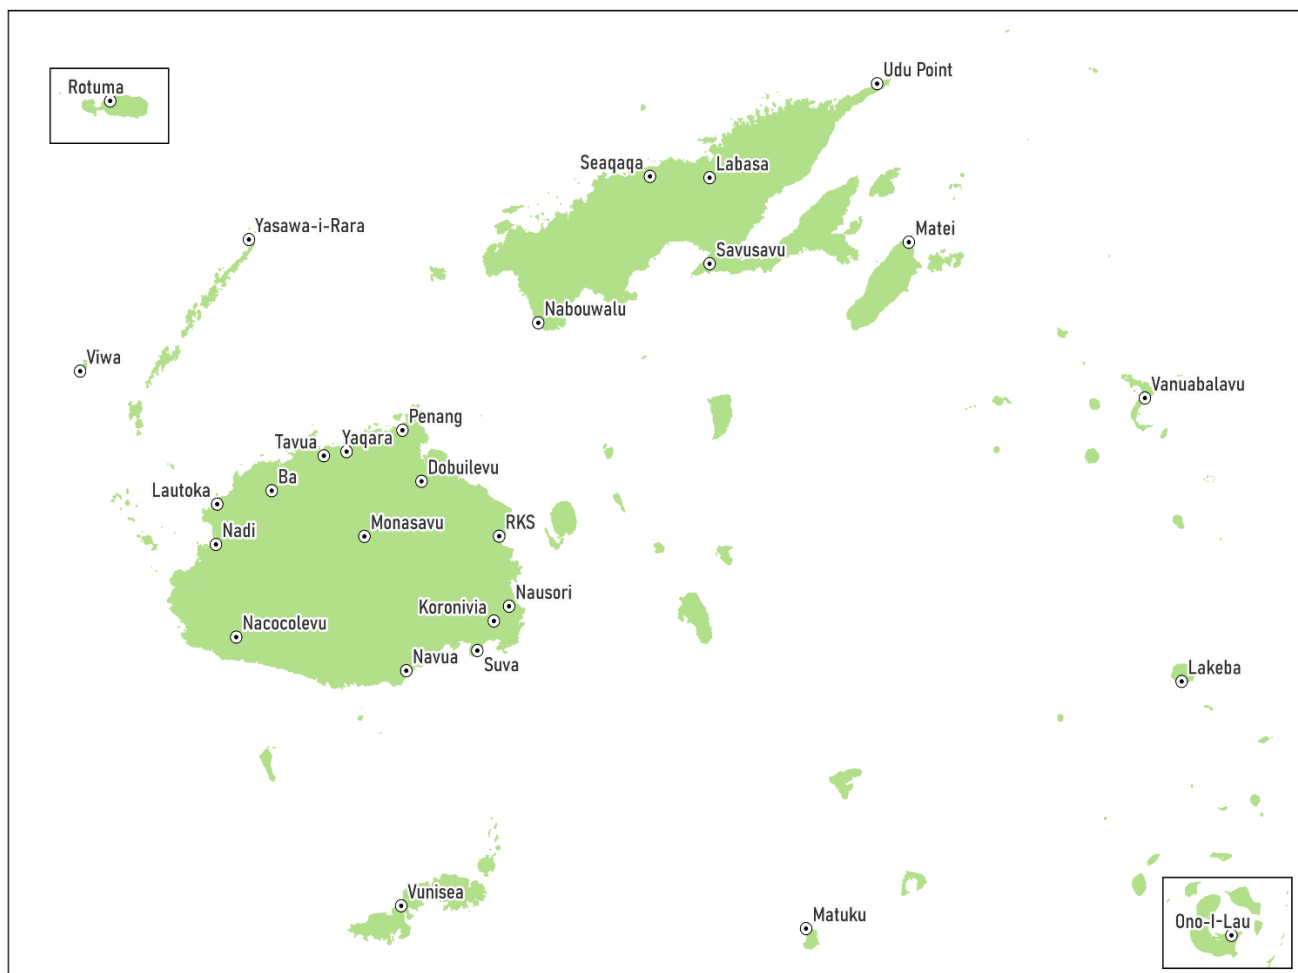 Udu Point
Rotuma
Seaqaqa
Labasa
Yasawa-i-Rara
Matei
Savusavu
Nabouwalu
Viwa
Vanuabalavu
Penang
Tavua
Yaqara
Ba
Dobuilevu
Lautoka
Nadi
Monasavu
RKS
Nausori
Koronivia
Nacocolevu
Navua
Suva
Lakeba
Vunisea
Matuku
Ono-I-Lau